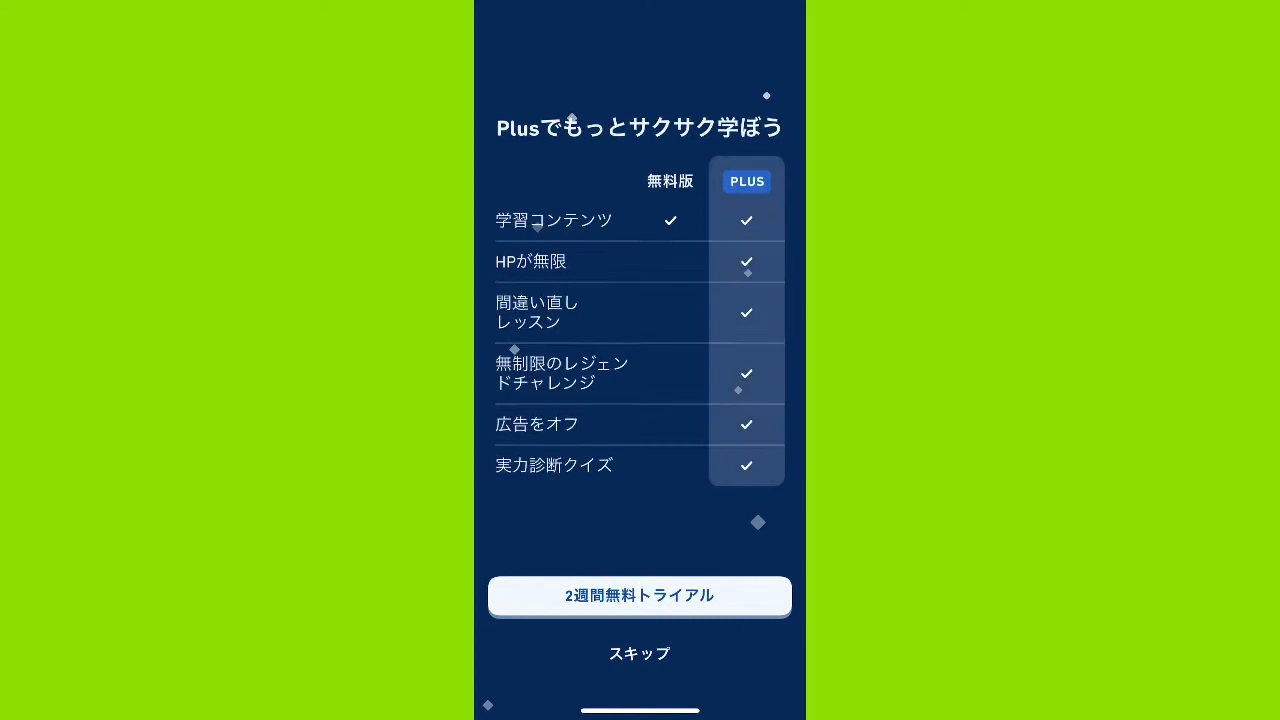 Plusでもっとサクサク学ぼう
無料版 PLUS
学習コンテンツ
HPが無限
間違い直し
レッスン
無制限のレジェン
ドチャレンジ
広告をオフ
実力診断クイズ
2週間無料トライアル
スキップ